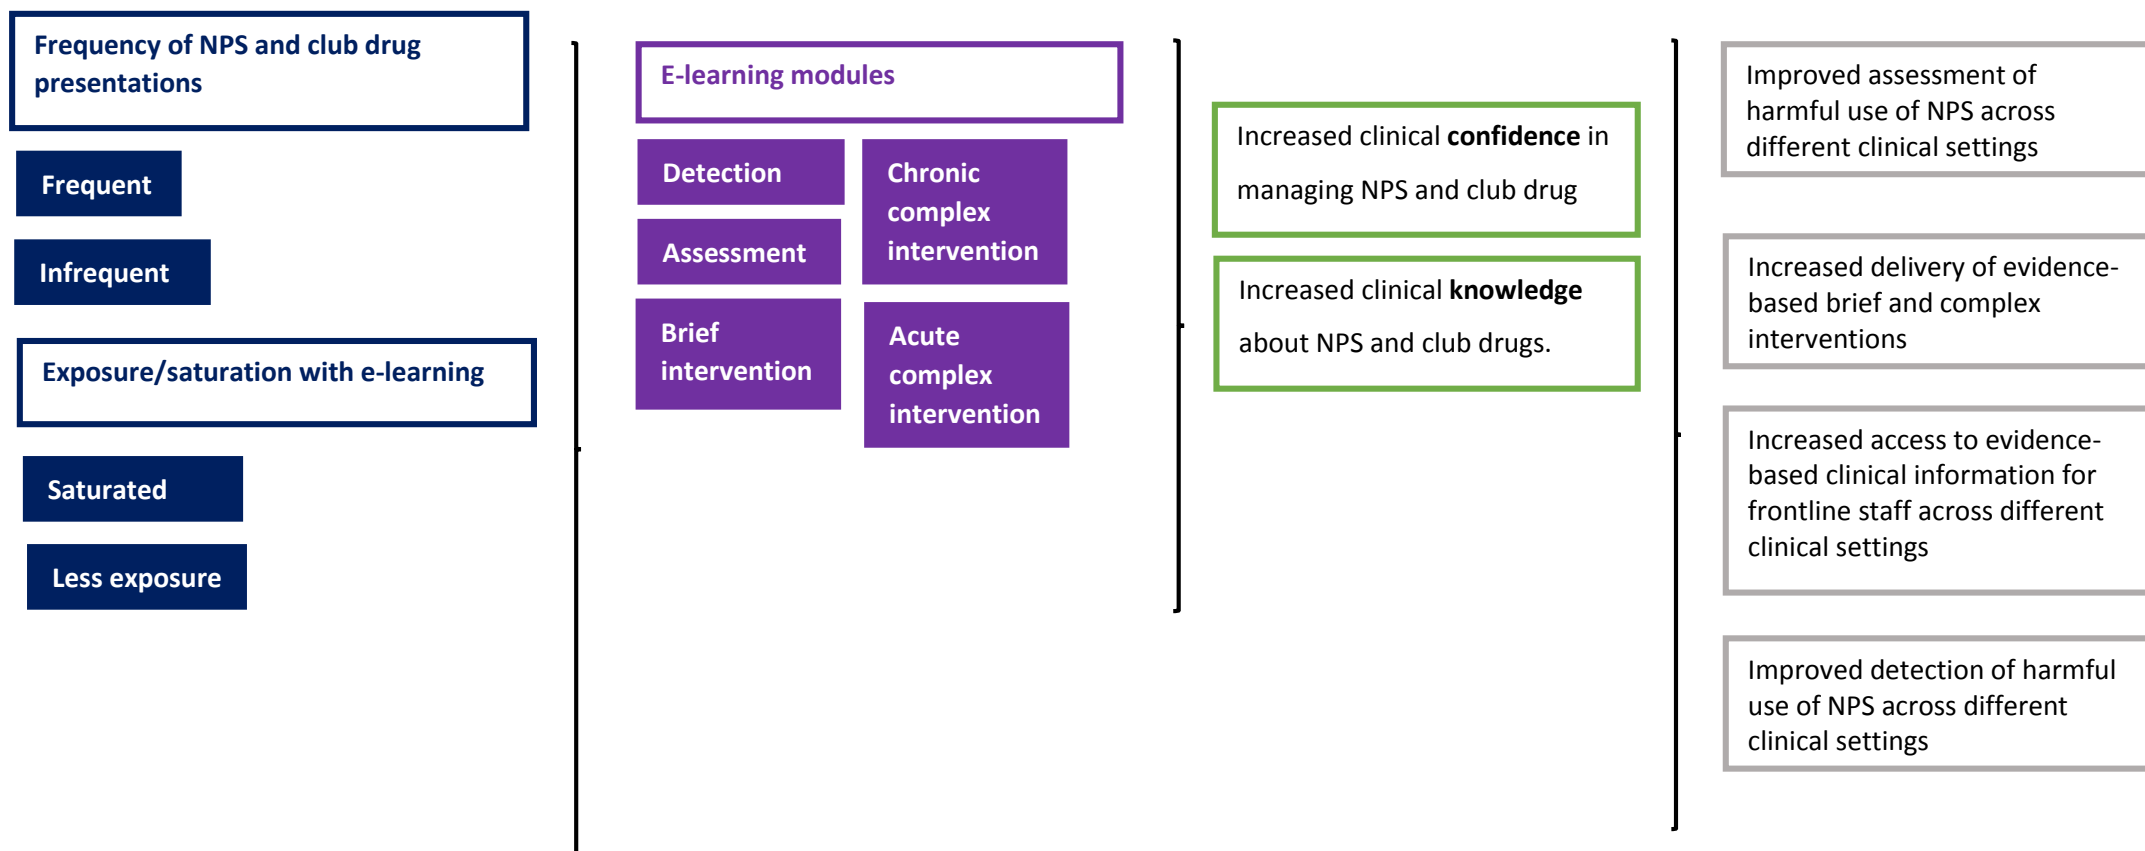 Frequency of NPS and club drug
presentations
Frequent
Infrequent
Exposure/saturation with e-learning
Saturated
Less exposure
E-learning modules
Detection
Assessment
Brief
intervention
Chronic
complex
intervention
Acute
complex
intervention
Increased clinical confidence in
managing NPS and club drug
Increased clinical knowledge
about NPS and club drugs.
Improved assessment of
harmful use of NPS across
different clinical settings
Increased delivery of evidence-
based brief and complex
interventions
Increased access to evidence-
based clinical information for
frontline staff across different
clinical settings
Improved detection of harmful
use of NPS across different
clinical settings